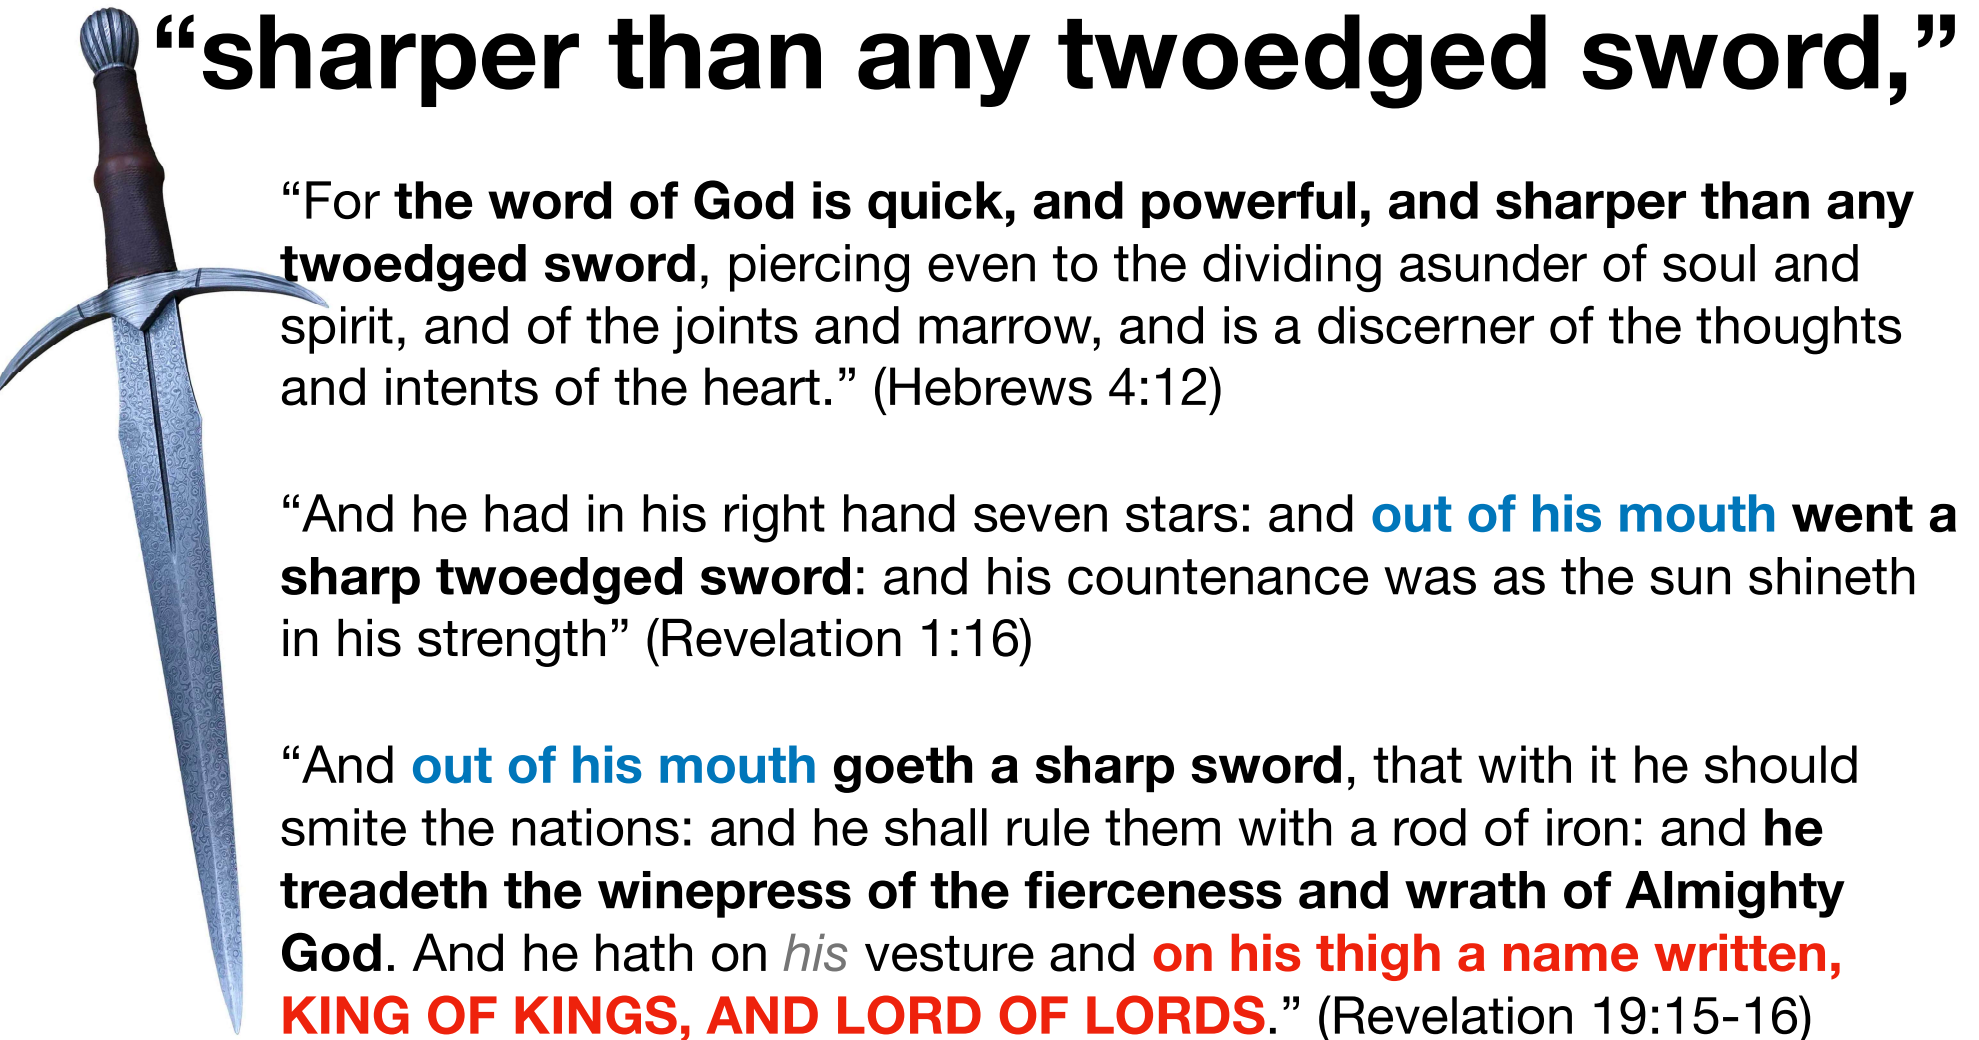 “sharper than any twoedged sword,”
“For the word of God is quick, and powerful, and sharper than any
twoedged sword, piercing even to the dividing asunder of soul and
spirit, and of the joints and marrow, and is a discerner of the thoughts
and intents of the heart.” (Hebrews 4:12)
“And he had in his right hand seven stars: and out of his mouth went a
sharp twoedged sword: and his countenance was as the sun shineth
in his strength” (Revelation 1:16)
“And out of his mouth goeth a sharp sword, that with it he should
smite the nations: and he shall rule them with a rod of iron: and he
treadeth the winepress of the fierceness and wrath of Almighty
God. And he hath on his vesture and on his thigh a name written,
KING OF KINGS, AND LORD OF LORDS.” (Revelation 19:15-16)